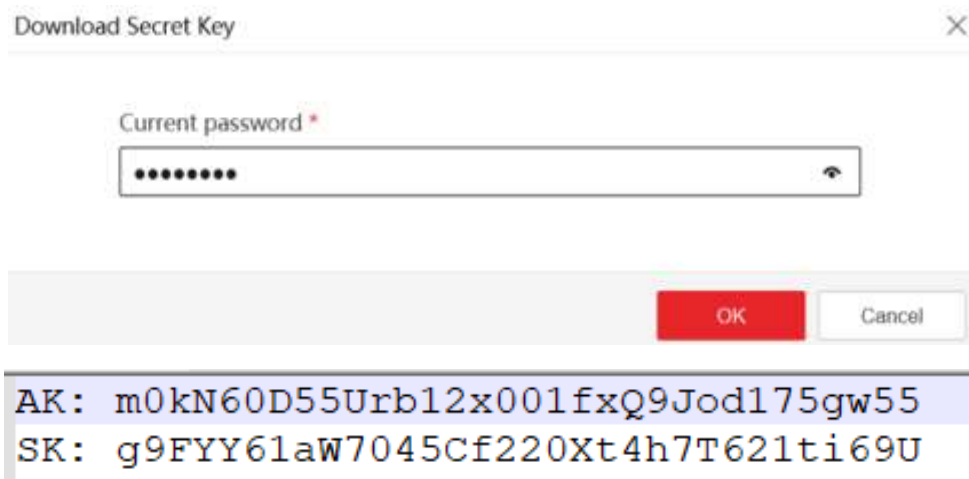 Download Secret Key
Current password *
••••••••
OK
Cancel
AK: m0kN60D55Urb12x001fxQ9Jod175gw55
SK: g9FYY61aW7045Cf220Xt4h7T621ti69U